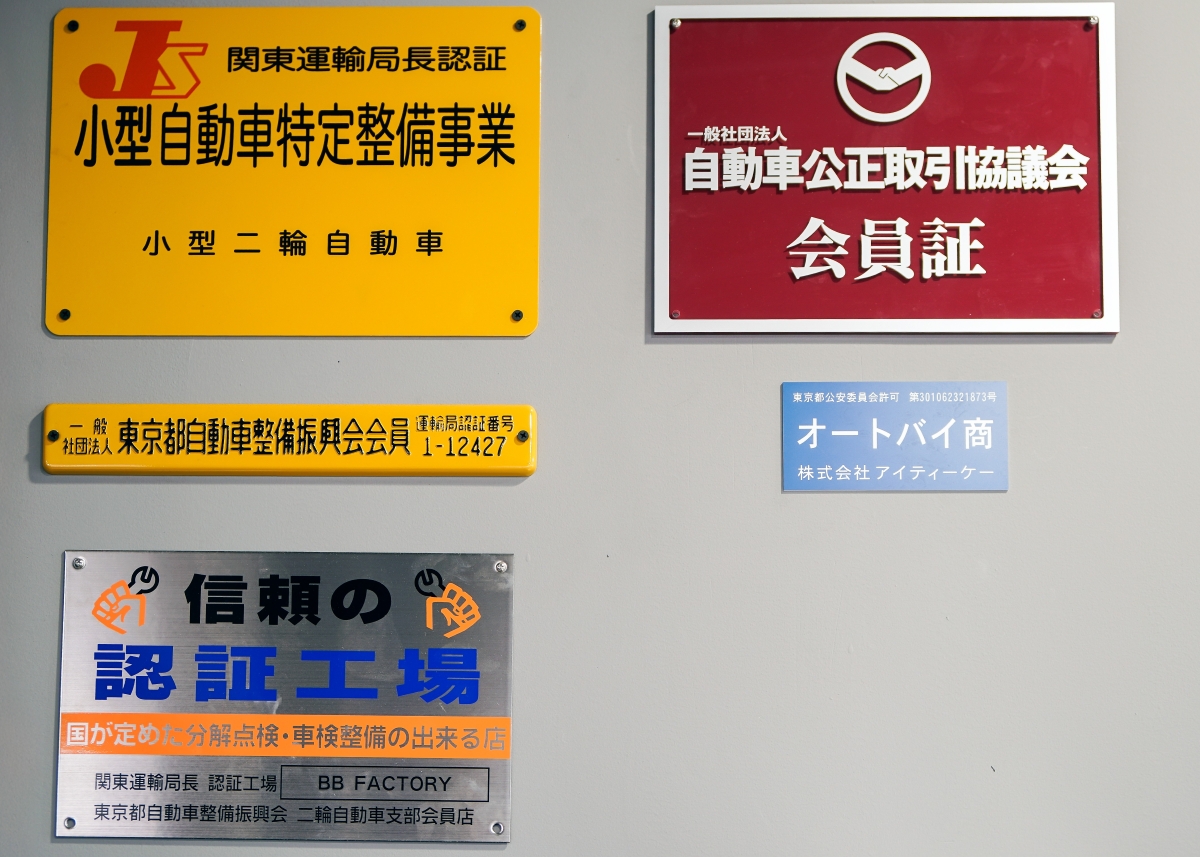 JS
関東運輸局長認証
小型自動車特定整備事業
小型二輪自動車
一般社団法人
自動車公正取引協議会
会員証
一般
社団法人
東京都自動車整備振興会会員
運輸局認証番号
1-12427
東京都公安委員会許可 第301062321873号
オートバイ商
株式会社 アイティーケー
信頼の
認証工場
国が定めた分解点検・車検整備の出来る店
関東運輸局長 認証工場 BB FACTORY
東京都自動車整備振興会 二輪自動車支部会員店